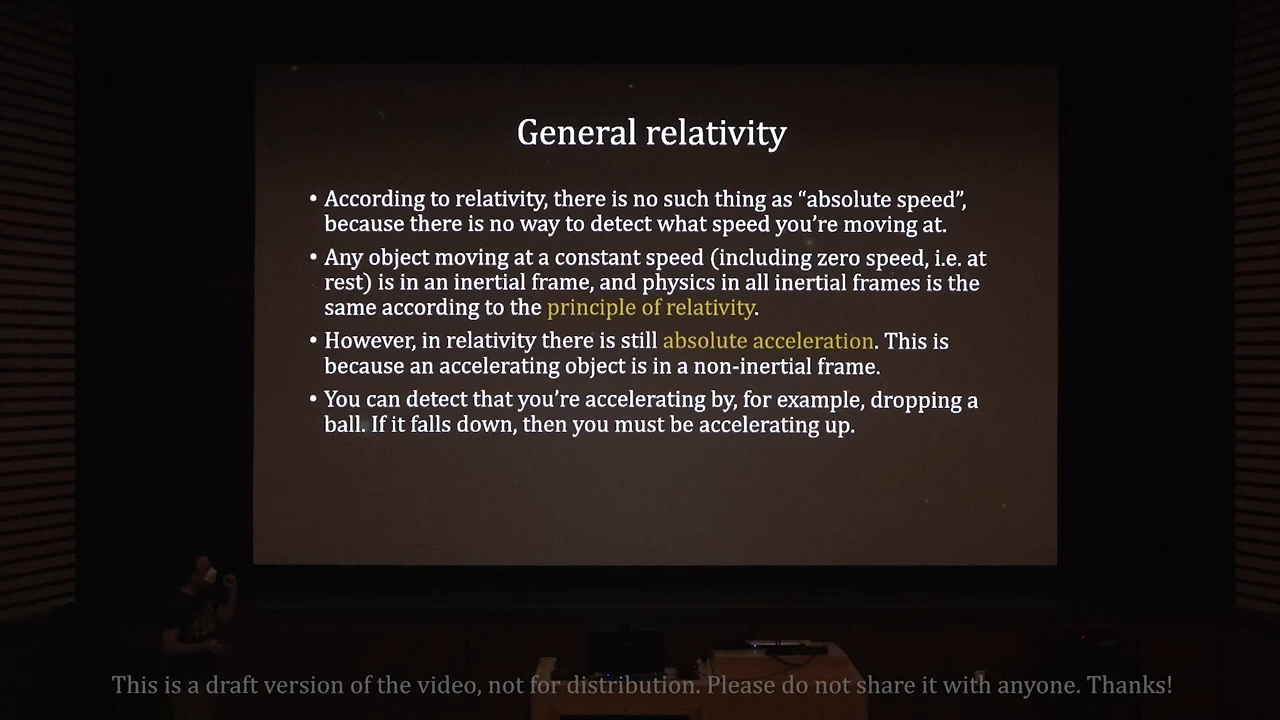 General relativity
• According to relativity, there is no such thing as “absolute speed”,
because there is no way to detect what speed you’re moving at.
• Any object moving at a constant speed (including zero speed, i.e. at
rest) is in an inertial frame, and physics in all inertial frames is the
same according to the principle of relativity.
• However, in relativity there is still absolute acceleration. This is
because an accelerating object is in a non-inertial frame.
• You can detect that you’re accelerating by, for example, dropping a
ball. If it falls down, then you must be accelerating up.
This is a draft version of the video, not for distribution. Please do not share it with anyone. Thanks!